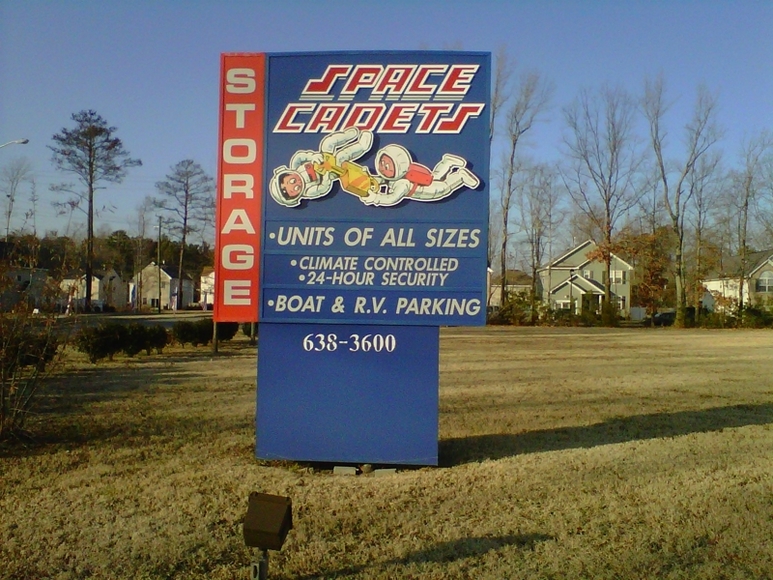 STORAGE
SPACE
CADETS
•UNITS OF ALL SIZES
•CLIMATE CONTROLLED
•24-HOUR SECURITY
•BOAT & R.V. PARKING
638-3600